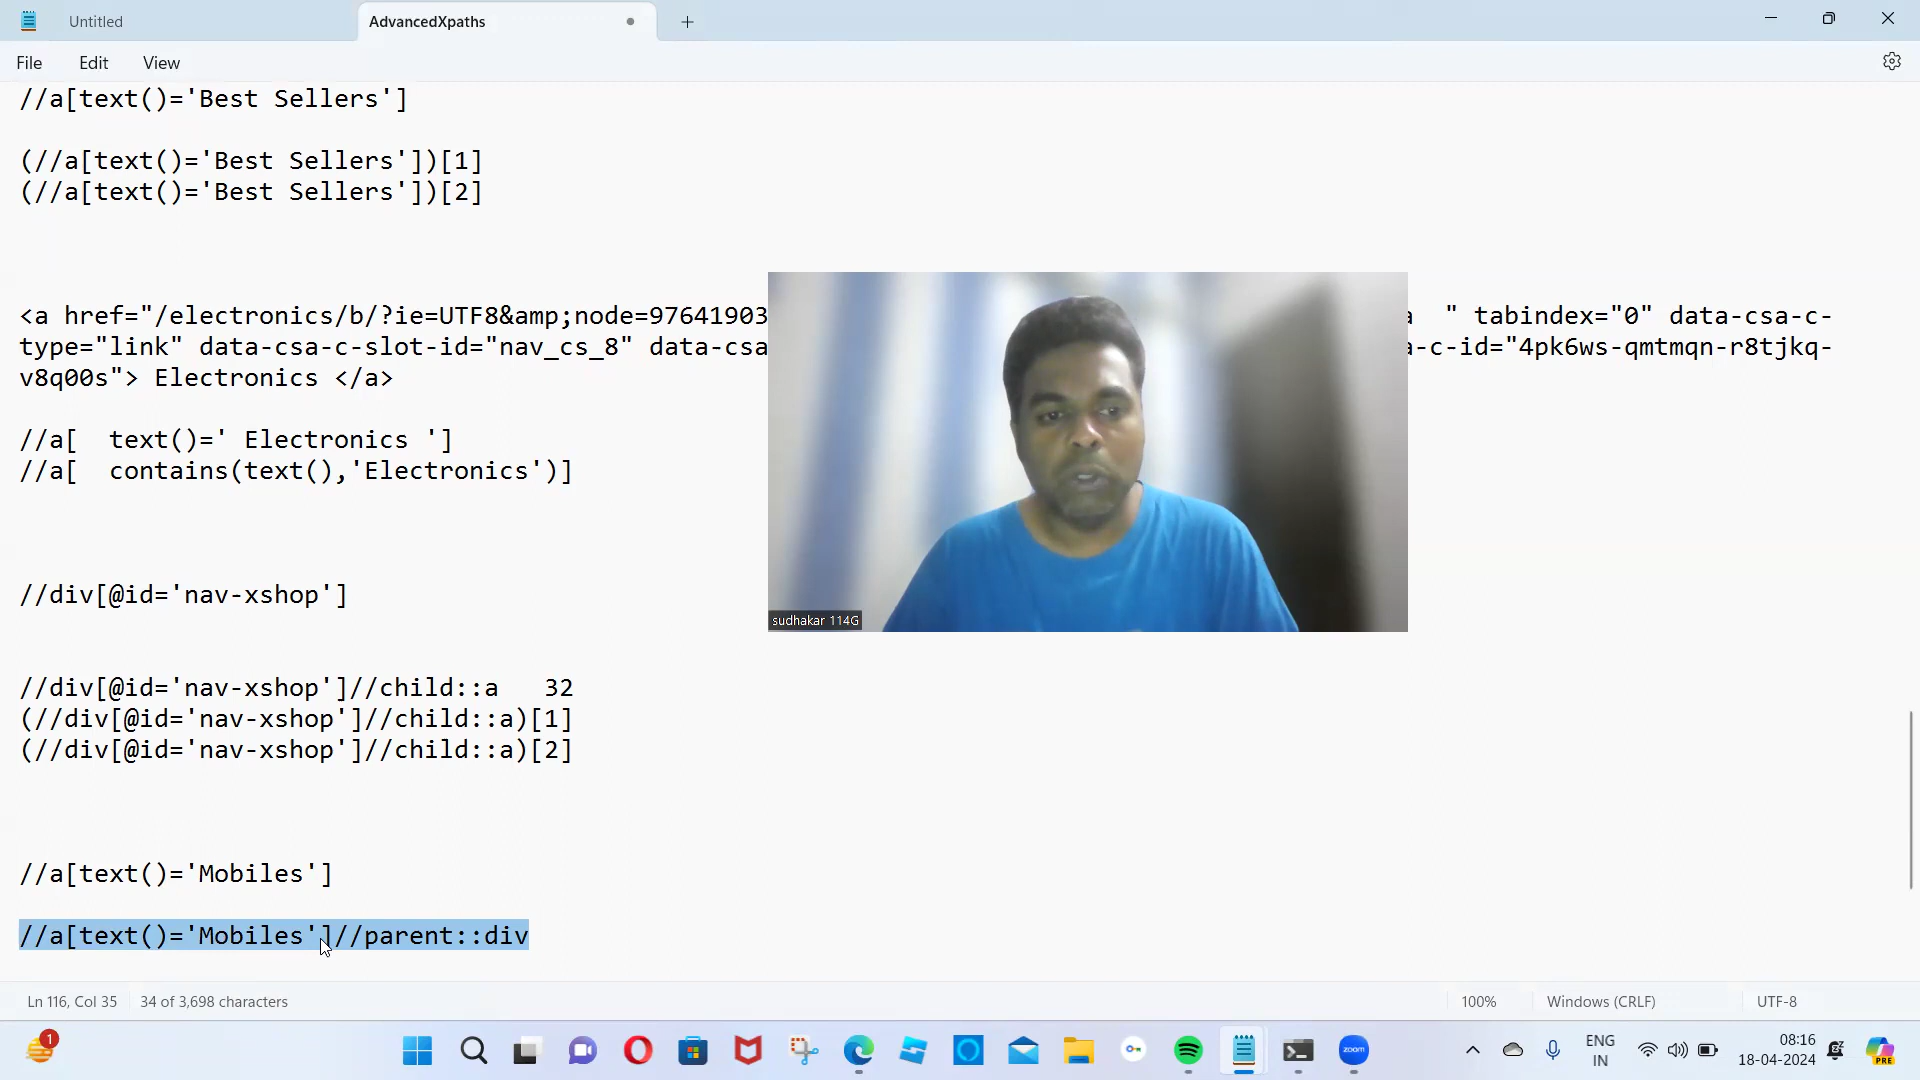 Untitled
AdvancedXpaths
File Edit View
//a[text()='Best Sellers']
(//a[text()='Best Sellers'])[1]
(//a[text()='Best Sellers'])[2]
<a href="/electronics/b/?ie=UTF8&amp;node=97641903 " tabindex="0" data-csa-c-
type="link" data-csa-c-slot-id="nav_cs_8" data-csa -c-id="4pk6ws-qmtmqn-r8tjkq-
v8q00s"> Electronics </a>
//a[  text()=' Electronics ']
//a[  contains(text(),'Electronics')]
sudhakar 114G
//div[@id='nav-xshop']
//div[@id='nav-xshop']//child::a   32
(//div[@id='nav-xshop']//child::a)[1]
(//div[@id='nav-xshop']//child::a)[2]
//a[text()='Mobiles']
//a[text()='Mobiles']//parent::div
Ln 116, Col 35 34 of 3,698 characters 100% Windows (CRLF) UTF-8
1
zoom
ENG
IN
08:16
18-04-2024
PRE